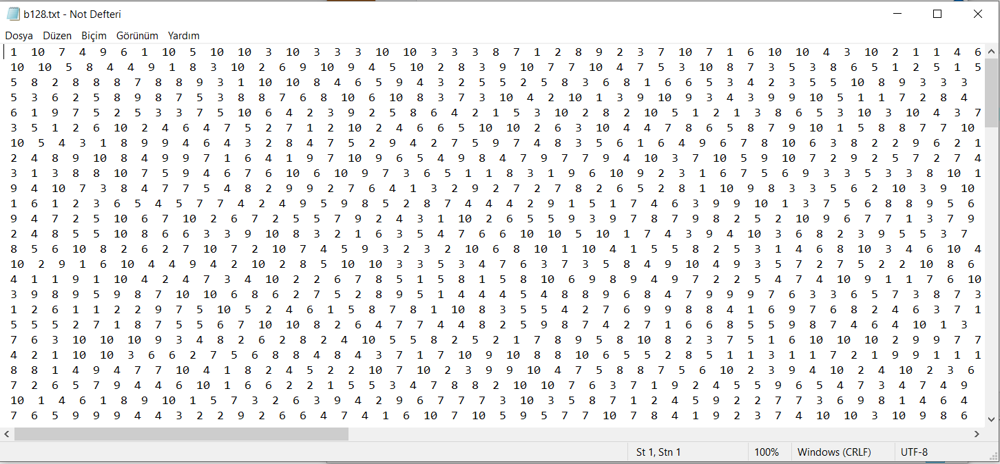 b128.txt - Not Defteri
Dosya Düzen Biçim Görünüm Yardım
1 10 7 4 9 6 1 10 5 10 10 3 10 3 3 3 10 10 3 3 3 8 7 1 2 8 9 2 3 7 10 7 1 6 10 10 4 3 10 2 1 1 4 6
10 10 5 8 4 4 9 1 8 3 10 2 6 9 10 9 4 5 10 2 8 3 9 10 7 7 10 4 7 5 3 10 8 7 3 5 3 8 6 5 1 2 5 1 5
5 8 2 8 8 8 7 8 8 9 3 1 10 10 8 4 6 5 9 4 3 2 5 5 2 5 8 3 6 8 1 6 6 5 3 4 2 3 5 5 10 8 9 3 3 3
5 3 6 2 5 8 9 8 7 5 3 8 8 7 6 8 10 6 10 8 3 7 3 10 4 2 10 1 3 9 10 9 3 4 3 9 9 10 5 1 1 7 2 8 4
6 1 9 7 5 2 5 3 3 7 5 10 6 4 2 3 9 2 5 8 6 4 2 1 5 3 10 2 8 2 10 5 1 2 1 3 8 6 5 3 10 3 10 4 3 7
3 5 1 2 6 10 2 4 6 4 7 5 2 7 1 2 10 2 4 6 6 5 10 10 2 6 3 10 4 4 7 8 6 5 8 7 9 10 1 5 8 8 7 7 10
10 5 4 3 1 8 9 9 4 6 4 3 2 8 4 7 5 2 9 4 2 7 5 9 7 4 8 3 5 6 1 6 4 9 6 7 8 10 6 3 8 2 2 9 6 2 1
2 4 8 9 10 8 4 9 9 7 1 6 4 1 9 7 10 9 6 5 4 9 8 4 7 9 7 7 9 4 10 3 7 10 5 9 10 7 2 9 2 5 7 2 7 4
3 1 3 8 8 10 7 5 9 4 6 7 6 10 6 10 9 7 3 6 5 1 1 8 3 1 9 6 10 9 2 3 1 6 7 5 6 9 3 3 5 3 3 8 10 1
9 4 10 7 3 8 4 7 7 5 4 8 2 9 9 2 7 6 4 1 3 2 9 2 7 2 7 8 2 6 5 2 8 1 10 9 8 3 3 5 6 2 10 3 9 10
1 6 1 2 3 6 5 4 5 7 7 4 2 4 9 5 9 8 5 2 8 7 4 4 4 2 9 1 5 1 7 4 6 3 9 9 10 1 3 7 5 6 8 8 9 5 6
9 4 7 2 5 10 6 7 10 2 6 7 2 5 5 7 9 2 4 3 1 10 2 6 5 5 9 3 9 7 8 7 9 8 2 5 2 10 9 6 7 7 1 3 7 9
2 4 8 5 5 10 8 6 6 3 3 9 10 8 3 2 1 6 3 5 4 7 6 6 10 10 5 10 1 7 4 3 9 4 10 3 6 8 2 3 9 5 5 3 7
8 5 6 10 8 2 6 2 7 10 7 2 10 7 4 5 9 3 2 3 2 10 6 8 10 1 10 4 1 5 5 8 2 5 3 1 4 6 8 10 3 4 6 10 4
10 2 9 1 6 10 4 4 9 4 2 10 2 8 5 10 10 3 3 5 3 4 7 6 3 7 3 5 8 4 9 10 4 9 3 5 7 2 7 5 2 2 10 8 6
4 1 1 9 1 10 4 2 4 7 3 4 10 2 2 6 7 8 5 1 5 8 1 5 8 10 6 9 8 9 4 9 7 2 2 5 4 7 4 10 9 1 1 7 6 10
3 9 8 9 5 9 8 7 10 10 6 8 6 2 7 5 2 8 9 5 1 4 4 4 5 4 8 8 9 6 8 4 7 9 9 9 7 6 3 3 6 5 7 3 8 7 3
1 2 6 1 1 2 2 9 7 5 10 5 2 4 6 1 5 8 7 8 1 10 8 3 5 5 4 2 7 6 9 9 8 8 4 1 6 9 7 6 8 2 4 6 3 7 1
5 5 5 2 7 1 8 7 5 5 6 7 10 10 8 2 6 4 7 7 4 4 8 2 5 9 8 7 4 2 7 1 6 6 8 5 5 9 8 7 4 6 4 10 1 3
7 6 3 10 10 10 9 3 4 8 2 6 2 8 2 4 10 5 5 8 2 5 2 1 7 8 9 5 8 10 8 2 3 7 5 1 6 10 10 10 2 9 9 7 7
4 2 1 10 10 3 6 6 2 7 5 6 8 8 4 8 4 3 7 1 7 10 9 10 8 8 10 6 5 5 2 8 5 1 1 3 1 1 7 2 1 9 9 1 1 1
8 8 1 4 9 4 7 7 10 4 1 8 2 4 5 2 2 10 7 10 2 3 9 9 10 4 7 5 8 8 7 5 6 10 2 3 9 4 10 2 4 10 2 3 6
7 2 6 5 7 9 4 4 6 10 1 6 6 2 2 1 5 5 3 4 7 8 8 2 10 10 7 6 3 7 1 9 2 4 5 5 9 6 5 4 7 3 4 7 4 9
10 1 4 6 1 8 9 10 1 5 7 3 2 6 3 9 4 2 9 6 7 7 7 3 10 3 5 8 7 1 2 4 5 9 2 2 7 7 3 6 9 8 1 4 6 4
7 6 5 9 9 9 4 4 3 2 2 9 2 6 6 4 7 4 1 6 10 7 10 5 9 5 7 7 10 7 8 4 1 9 2 3 7 4 10 10 3 10 9 8 6
St 1, Stn 1 100% Windows (CRLF) UTF-8